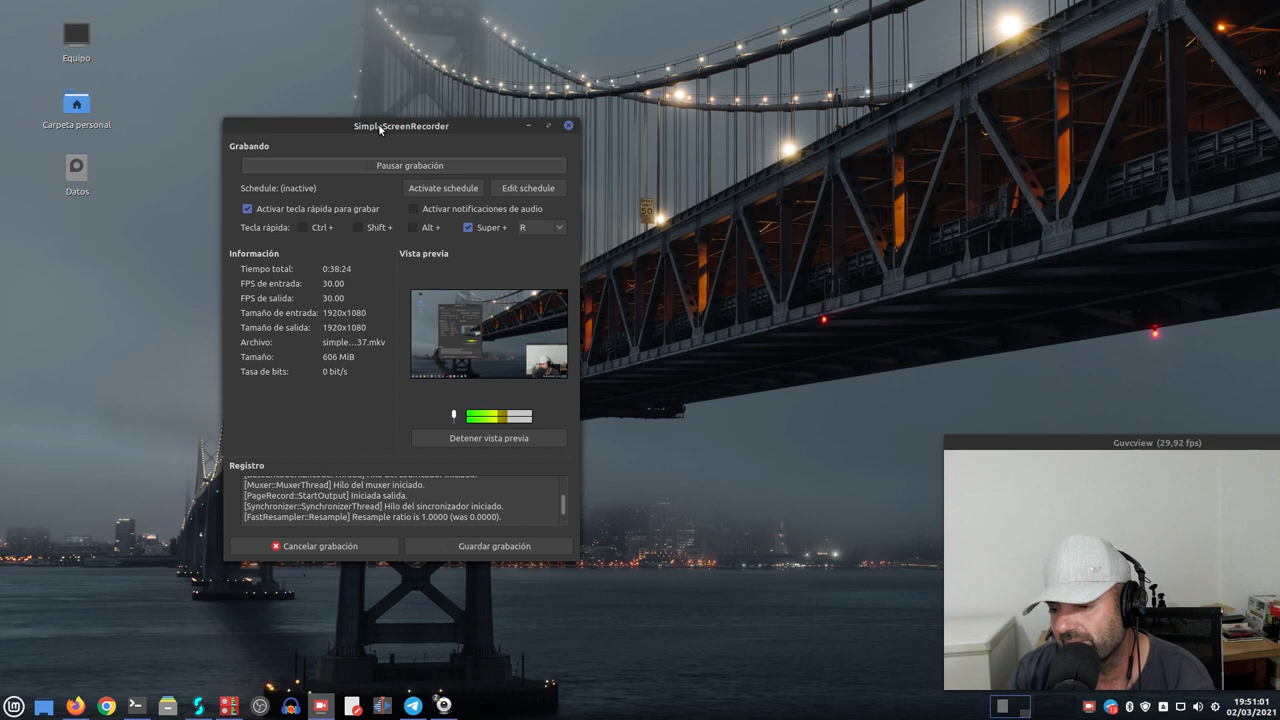 Equipo
Carpeta personal
Datos
SimpleScreenRecorder
Grabando
Pausar grabación
Schedule: (inactive)
Activate schedule
Edit schedule
Activar tecla rápida para grabar
Activar notificaciones de audio
Tecla rápida:
Ctrl +
Shift +
Alt +
Super +
R
Información
Vista previa
Tiempo total: 0:38:24
FPS de entrada: 30.00
FPS de salida: 30.00
Tamaño de entrada: 1920x1080
Tamaño de salida: 1920x1080
Archivo: simple...37.mkv
Tamaño: 606 MiB
Tasa de bits: 0 bit/s
Detener vista previa
Registro
[Muxer::MuxerThread] Hilo del muxer iniciado.
[PageRecord::StartOutput] Iniciada salida.
[Synchronizer::SynchronizerThread] Hilo del sincronizador iniciado.
[FastResampler::Resample] Resample ratio is 1.0000 (was 0.0000).
Cancelar grabación
Guardar grabación
Guvcview (29,92 fps)
50
19:51:01
02/03/2021